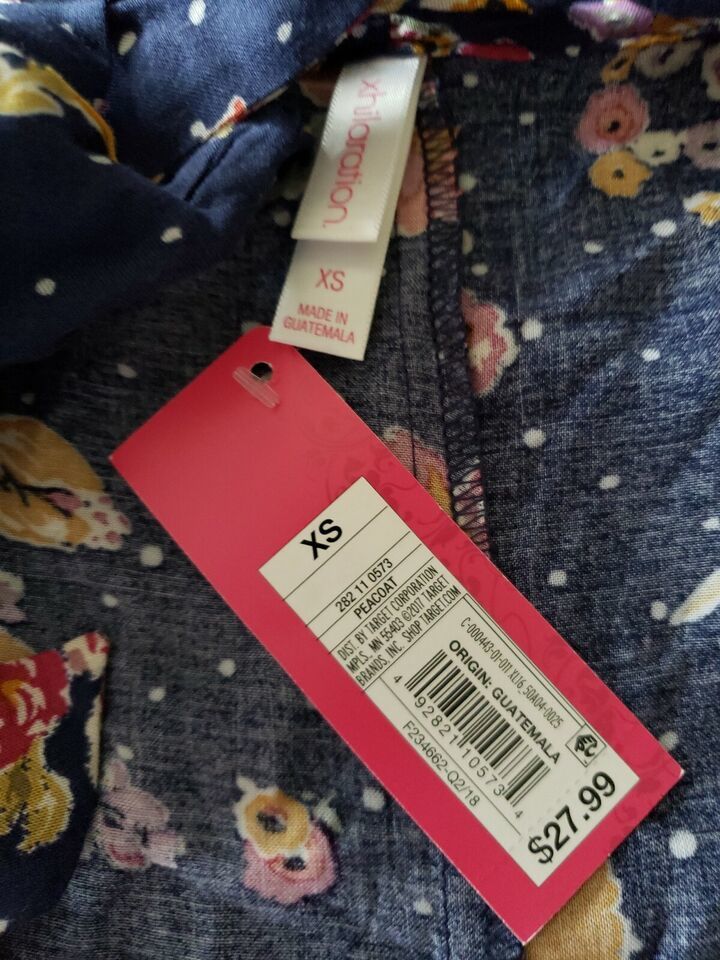 xhilaration.
XS
MADE IN
GUATEMALA
XS
282 11 0573
PEACOAT
DIST. BY TARGET CORPORATION
MPLS., MN 55403 ©2017 TARGET
BRANDS, INC. SHOP TARGET.COM
C-000443-01-011 XU16_50A04-0025
ORIGIN: GUATEMALA
4 92821 10573 4
F234662-Q2/18
$27.99